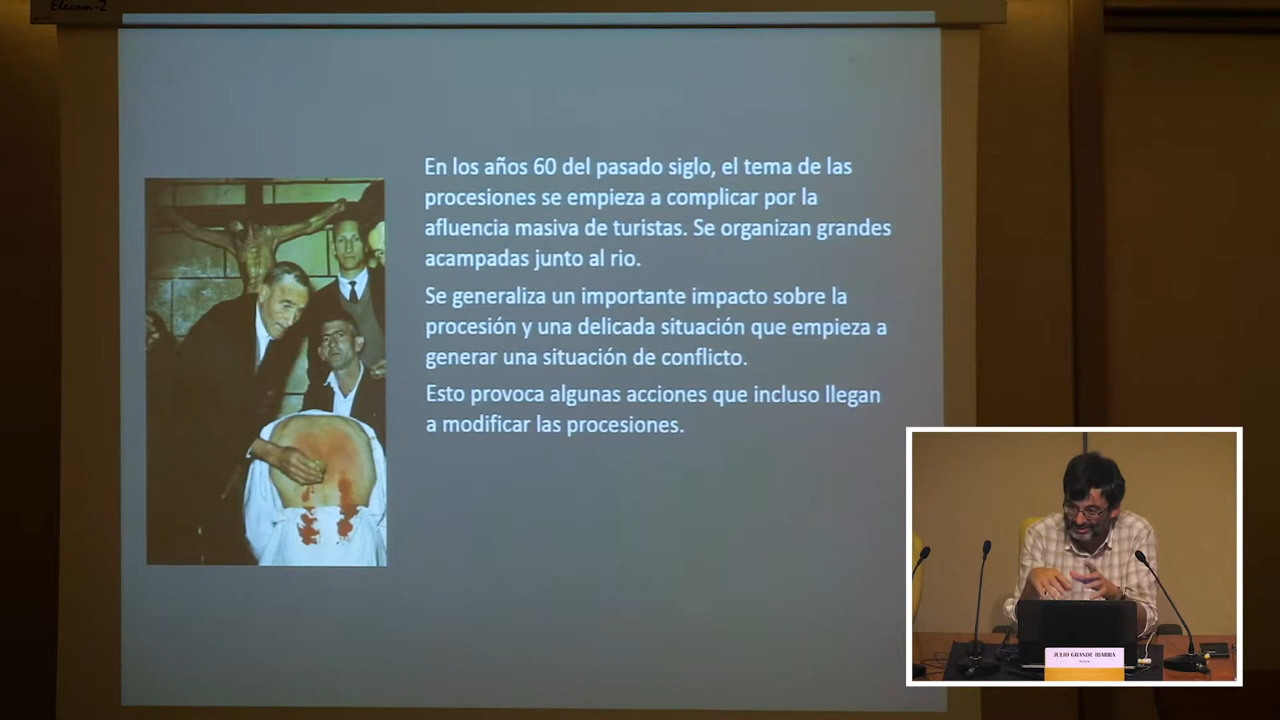 Elecom-2
En los años 60 del pasado siglo, el tema de las
procesiones se empieza a complicar por la
afluencia masiva de turistas. Se organizan grandes
acampadas junto al rio.
Se generaliza un importante impacto sobre la
procesión y una delicada situación que empieza a
generar una situación de conflicto.
Esto provoca algunas acciones que incluso llegan
a modificar las procesiones.
JULIO GRANDE IBARRA